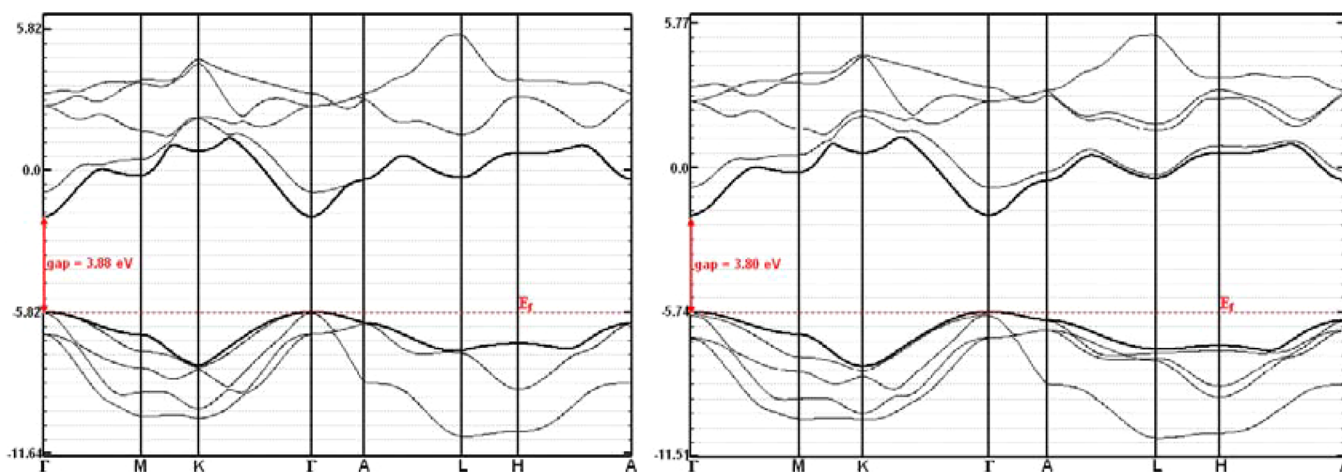 5.82
0.0
gap = 3.88 eV
Ef
-5.82
-11.64
Γ M K Γ A L H A
5.77
0.0
gap = 3.80 eV
Ef
-5.74
-11.51
Γ M K Γ A L H